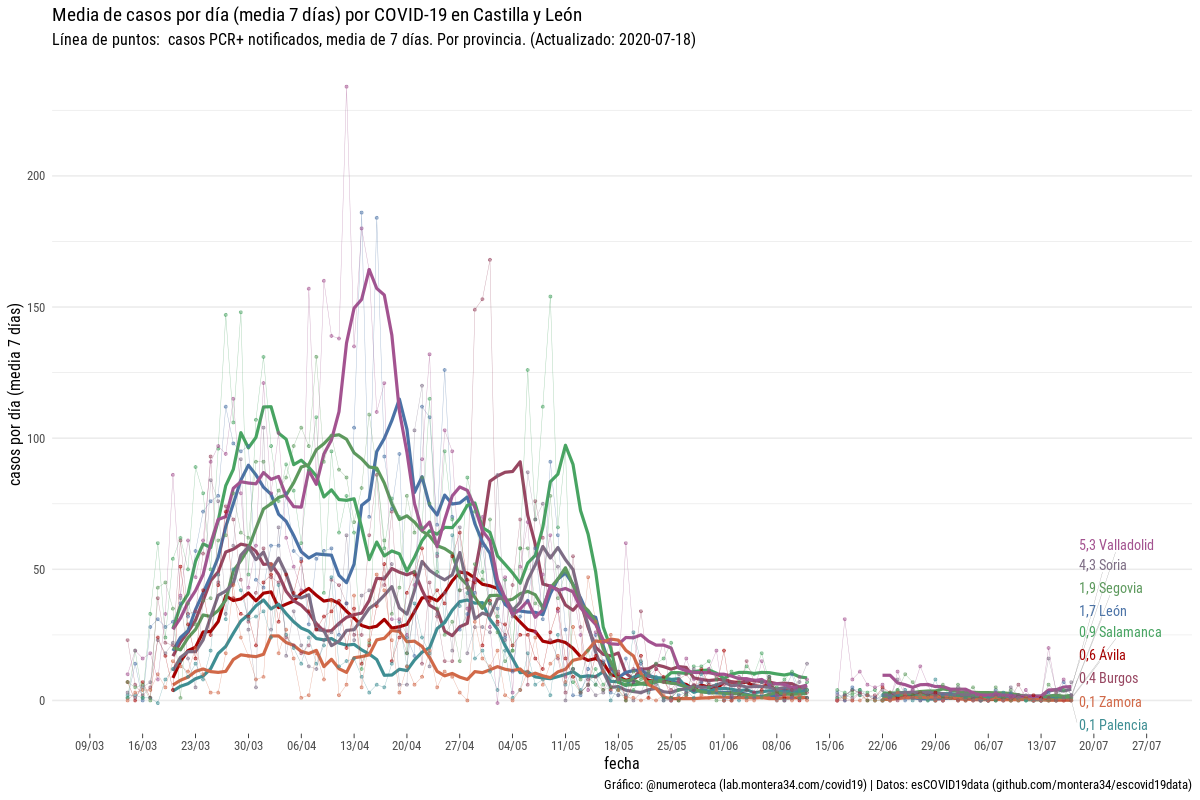 Media de casos por día (media 7 días) por COVID-19 en Castilla y León
Línea de puntos:  casos PCR+ notificados, media de 7 días. Por provincia. (Actualizado: 2020-07-18)
casos por día (media 7 días)
200
150
100
50
0
5,3 Valladolid
4,3 Soria
1,9 Segovia
1,7 León
0,9 Salamanca
0,6 Ávila
0,4 Burgos
0,1 Zamora
0,1 Palencia
09/03 16/03 23/03 30/03 06/04 13/04 20/04 27/04 04/05 11/05 18/05 25/05 01/06 08/06 15/06 22/06 29/06 06/07 13/07 20/07 27/07
fecha
Gráfico: @numeroteca (lab.montera34.com/covid19) | Datos: esCOVID19data (github.com/montera34/escovid19data)